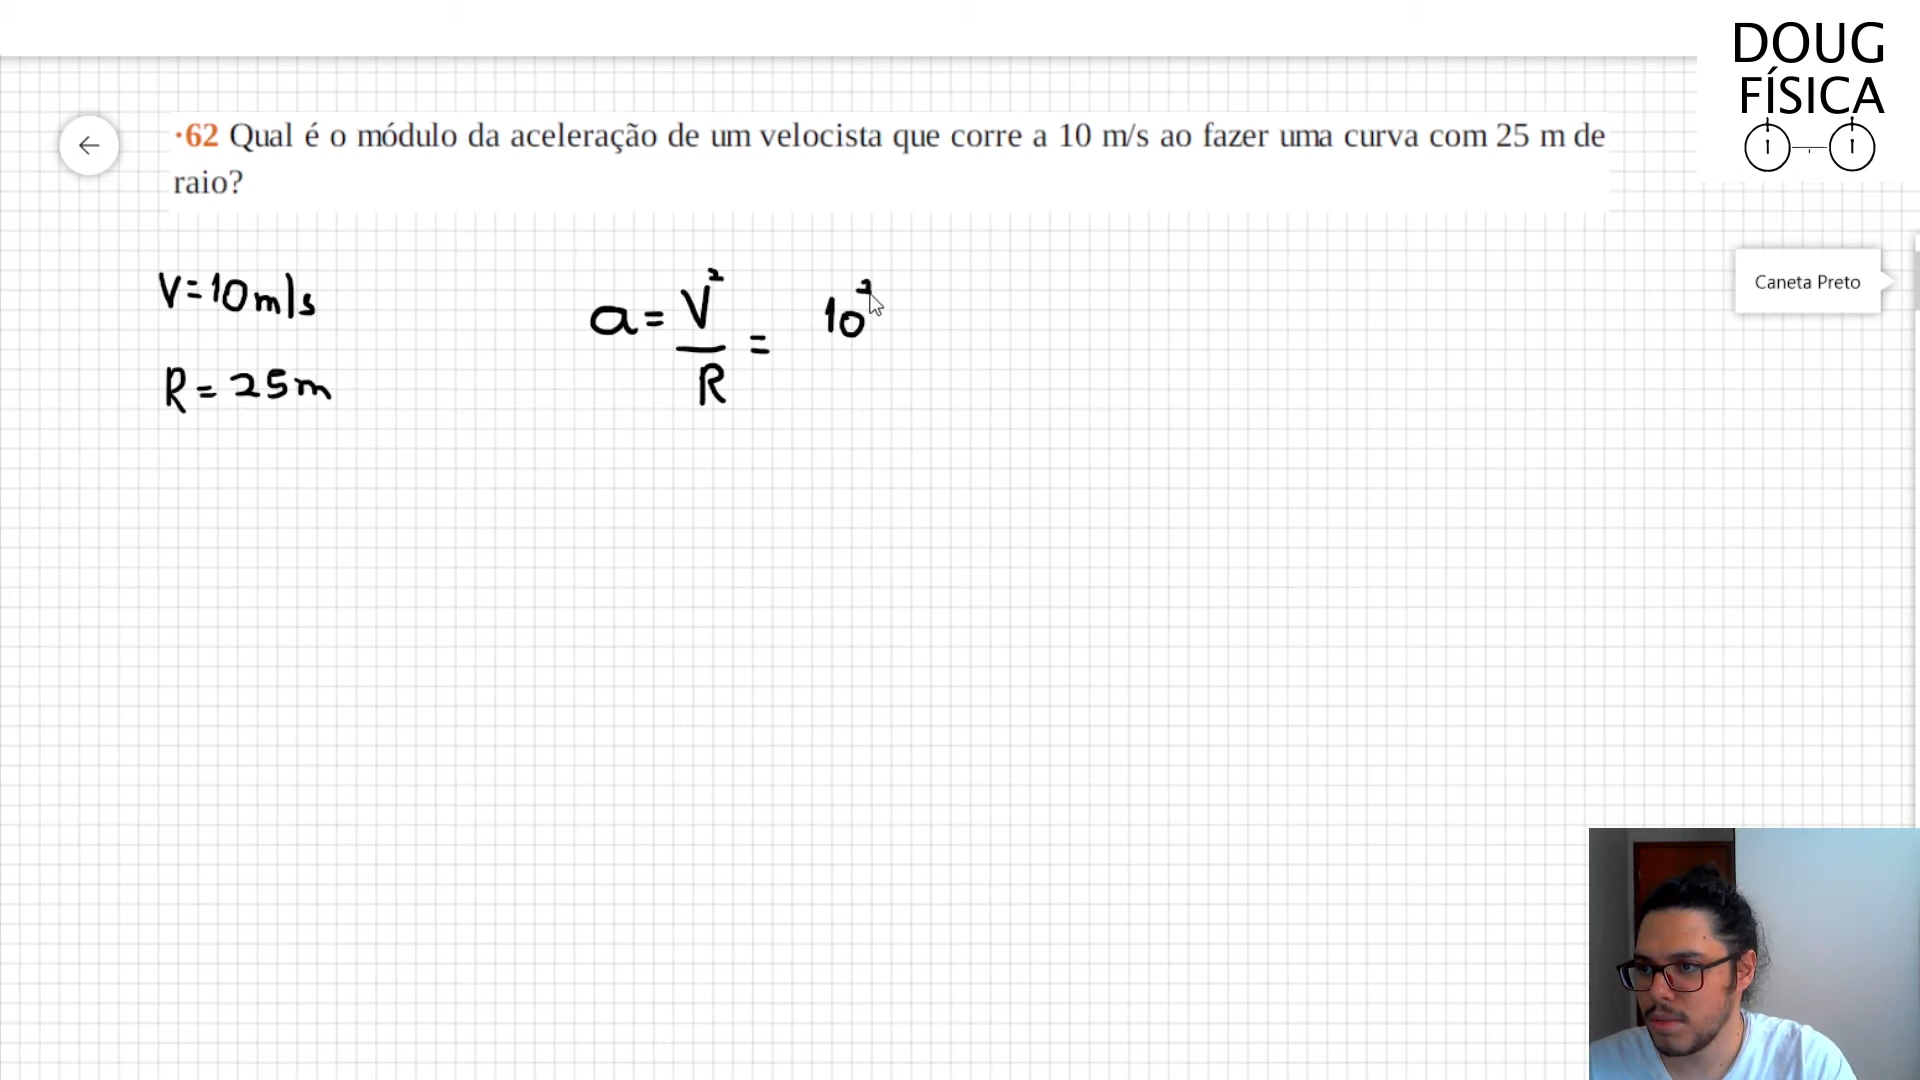 DOUG
FÍSICA
·62 Qual é o módulo da aceleração de um velocista que corre a 10 m/s ao fazer uma curva com 25 m de
raio?
Caneta Preto
V=10m/s
R=25m
a=V²/R = 10²